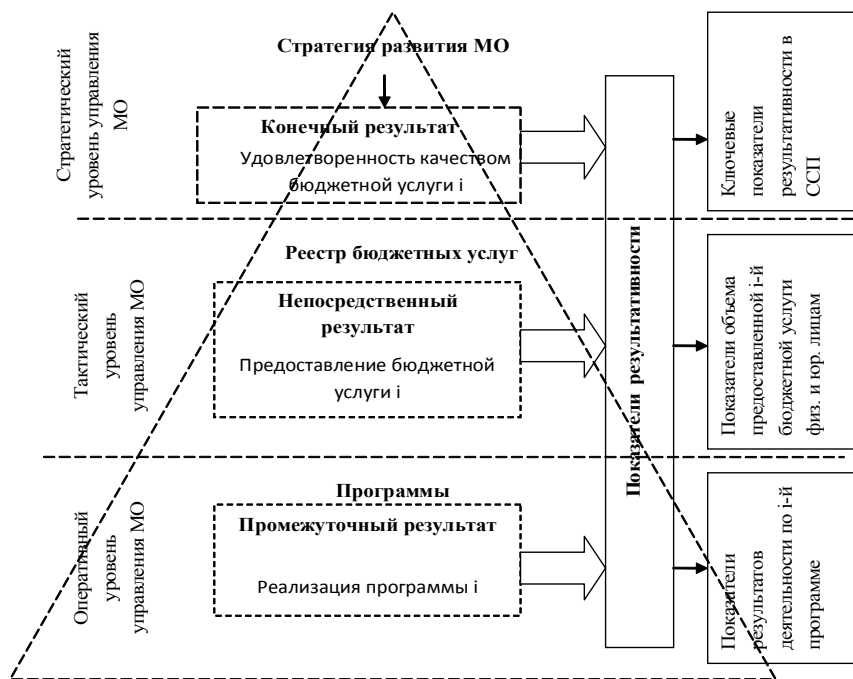 Стратегический
уровень управления
МО
Стратегия развития МО
Конечный результат
Удовлетворенность качеством
бюджетной услуги i
Ключевые
показатели
результативности в
ССП
Тактический
уровень
управления МО
Реестр бюджетных услуг
Непосредственный
результат
Предоставление бюджетной
услуги i
Показатели результативности
Показатели объема
предоставленной i-й
бюджетной услуги
физ. и юр. лицам
Оперативный
уровень
управления МО
Программы
Промежуточный результат
Реализация программы i
Показатели
результатов
деятельности по i-й
программе